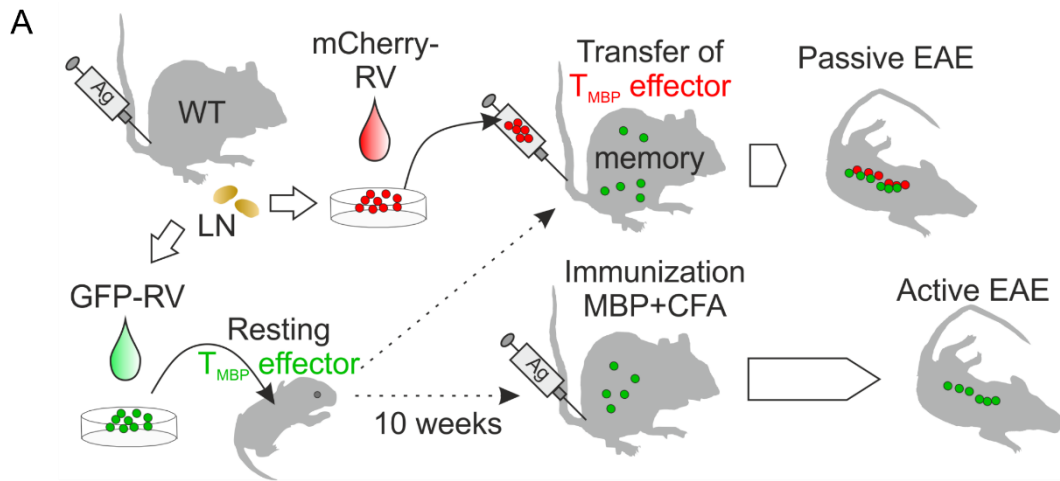 A
Ag
WT
LN
mCherry-
RV
Transfer of
TMBP effector
memory
Passive EAE
GFP-RV
Resting
TMBP effector
10 weeks
Immunization
MBP+CFA
Ag
Active EAE